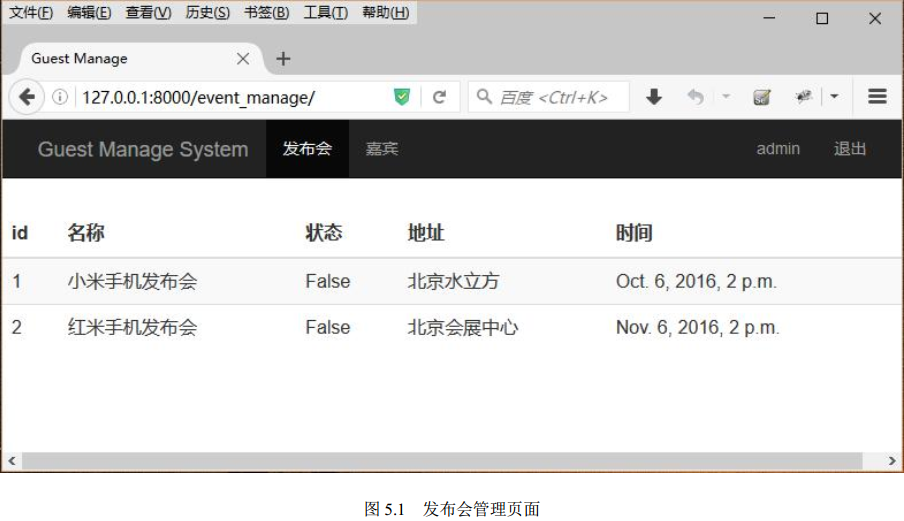 文件(F) 编辑(E) 查看(V) 历史(S) 书签(B) 工具(T) 帮助(H)
Guest Manage
127.0.0.1:8000/event_manage/ 百度 <Ctrl+K>
Guest Manage System 发布会 嘉宾 admin 退出
id 名称 状态 地址 时间
1 小米手机发布会 False 北京水立方 Oct. 6, 2016, 2 p.m.
2 红米手机发布会 False 北京会展中心 Nov. 6, 2016, 2 p.m.
图 5.1 发布会管理页面